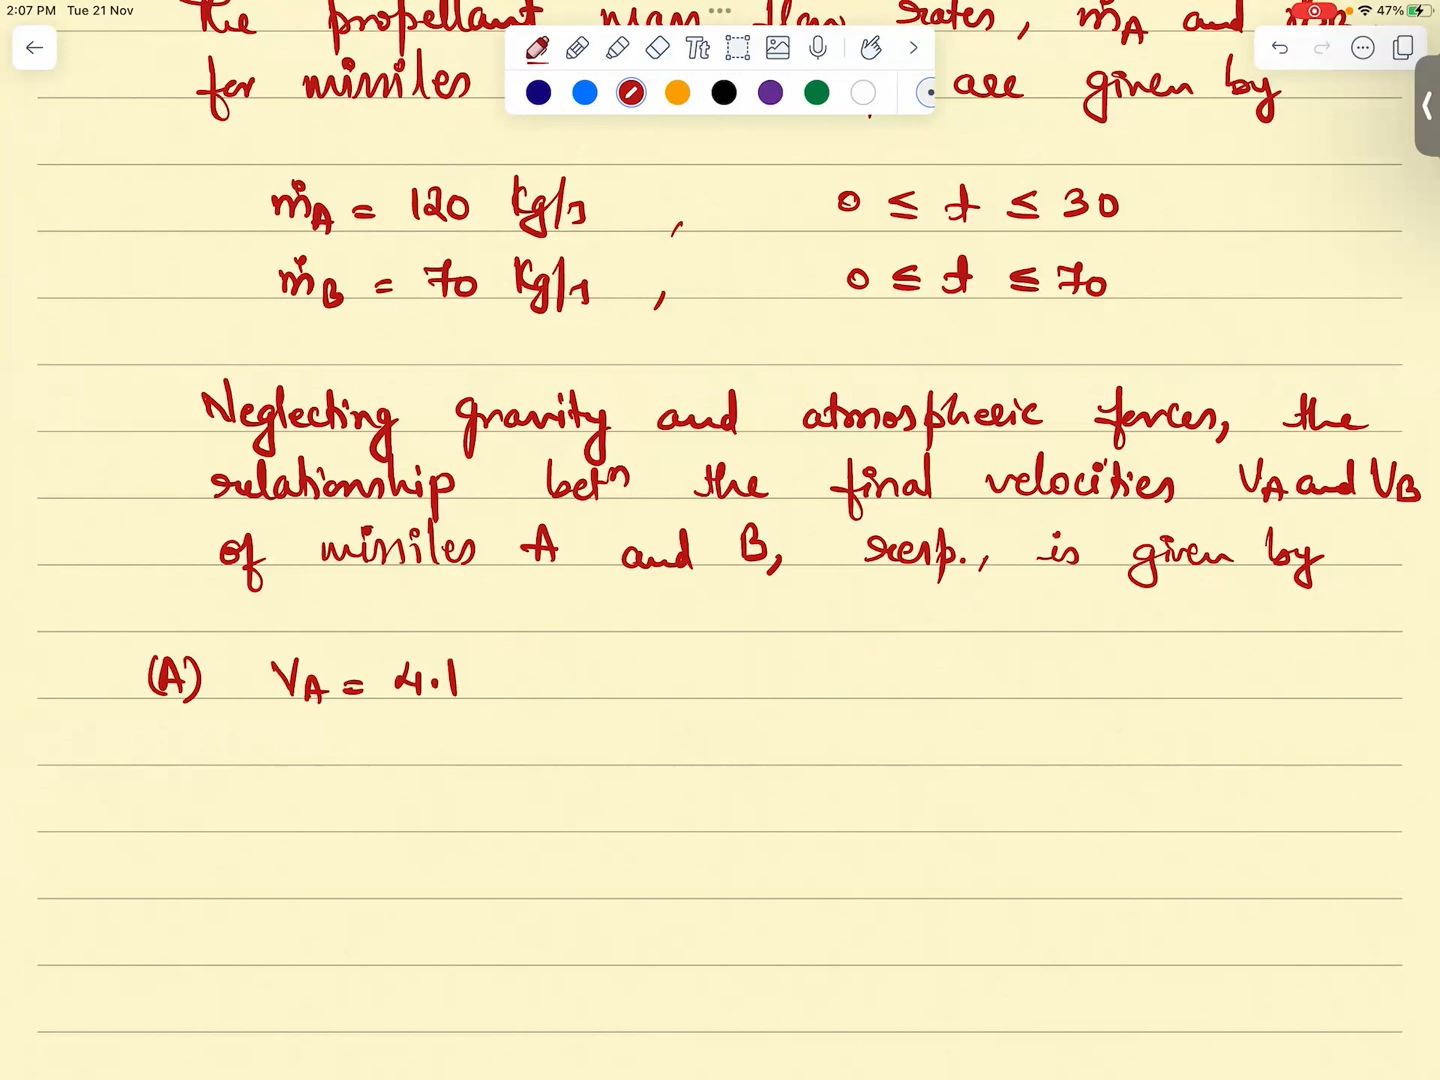 2:07 PM Tue 21 Nov
47%
the propellant mass flow rates, ṁA and
Tt
for missiles are given by
ṁA = 120 Kg/s, 0 ≤ t ≤ 30
ṁB = 70 Kg/s, 0 ≤ t ≤ 70
Neglecting gravity and atmospheric forces, the
relationship betn the final velocities VA and VB
of missiles A and B, resp., is given by
(A) VA = 4.1